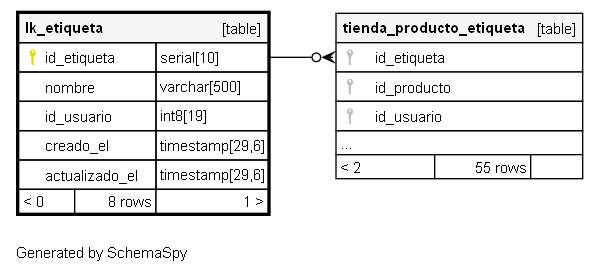 lk_etiqueta [table]
id_etiqueta serial[10]
nombre varchar[500]
id_usuario int8[19]
creado_el timestamp[29,6]
actualizado_el timestamp[29,6]
< 0 8 rows 1 >
tienda_producto_etiqueta [table]
id_etiqueta
id_producto
id_usuario
...
< 2 55 rows
Generated by SchemaSpy